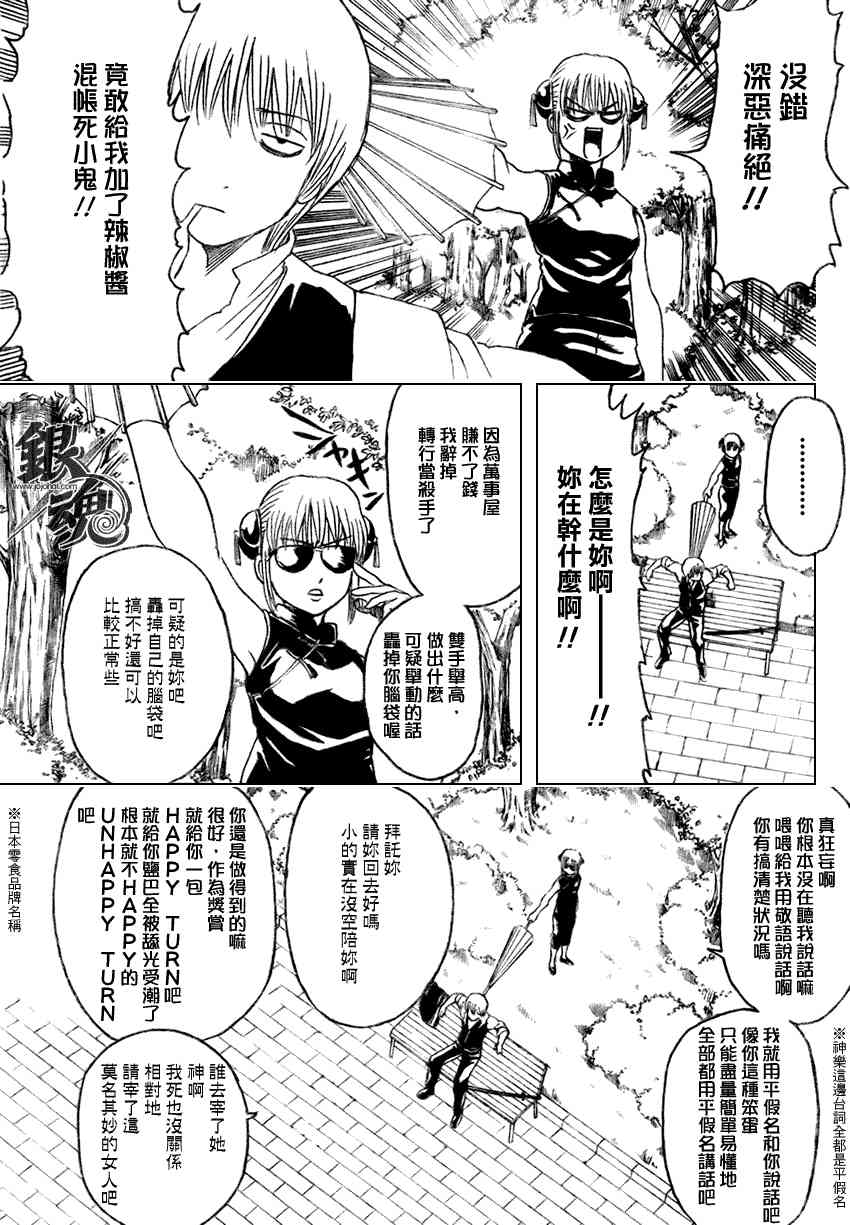 沒錯
深惡痛絕!!
竟敢給我加了辣椒醬
混帳死小鬼!!
…………
怎麼是妳啊——————!!
妳在幹什麼啊!!
因為萬事屋
賺不了錢
我辭掉
轉行當殺手了
ジャキン
雙手舉高，
做出什麼
可疑舉動的話
轟掉你腦袋喔
可疑的是妳吧
轟掉自己的腦袋吧
搞不好還可以
比較正常些
銀魂
www.jojohot.com
真狂妄啊
你根本沒在聽我說話嘛
喂喂給我用敬語說話啊
你有搞清楚狀況嗎
我就用平假名和你說話吧
像你這種笨蛋
只能盡量簡單易懂地
全部都用平假名講話吧
※神樂這邊台詞全都是平假名
拜託妳
請妳回去好嗎
小的實在沒空陪妳啊
你還是做得到的嘛
很好，作為獎賞
就給你一包
HAPPY TURN吧
就給你鹽巴全被舔光受潮了
根本就不HAPPY的
UNHAPPY TURN
吧
誰去宰了她
神啊
我死也沒關係
相對地
請宰了這
莫名其妙的女人吧
※日本零食品牌名稱